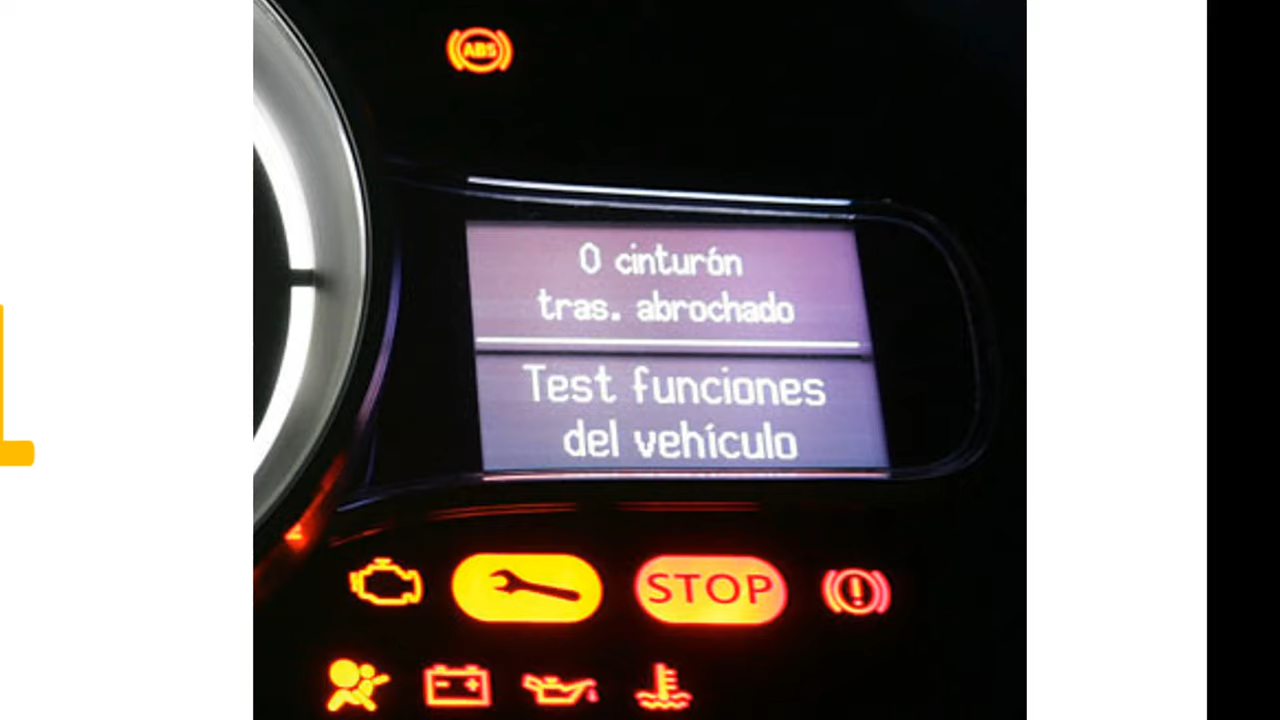 ABS
0 cinturón
tras. abrochado
Test funciones
del vehículo
STOP